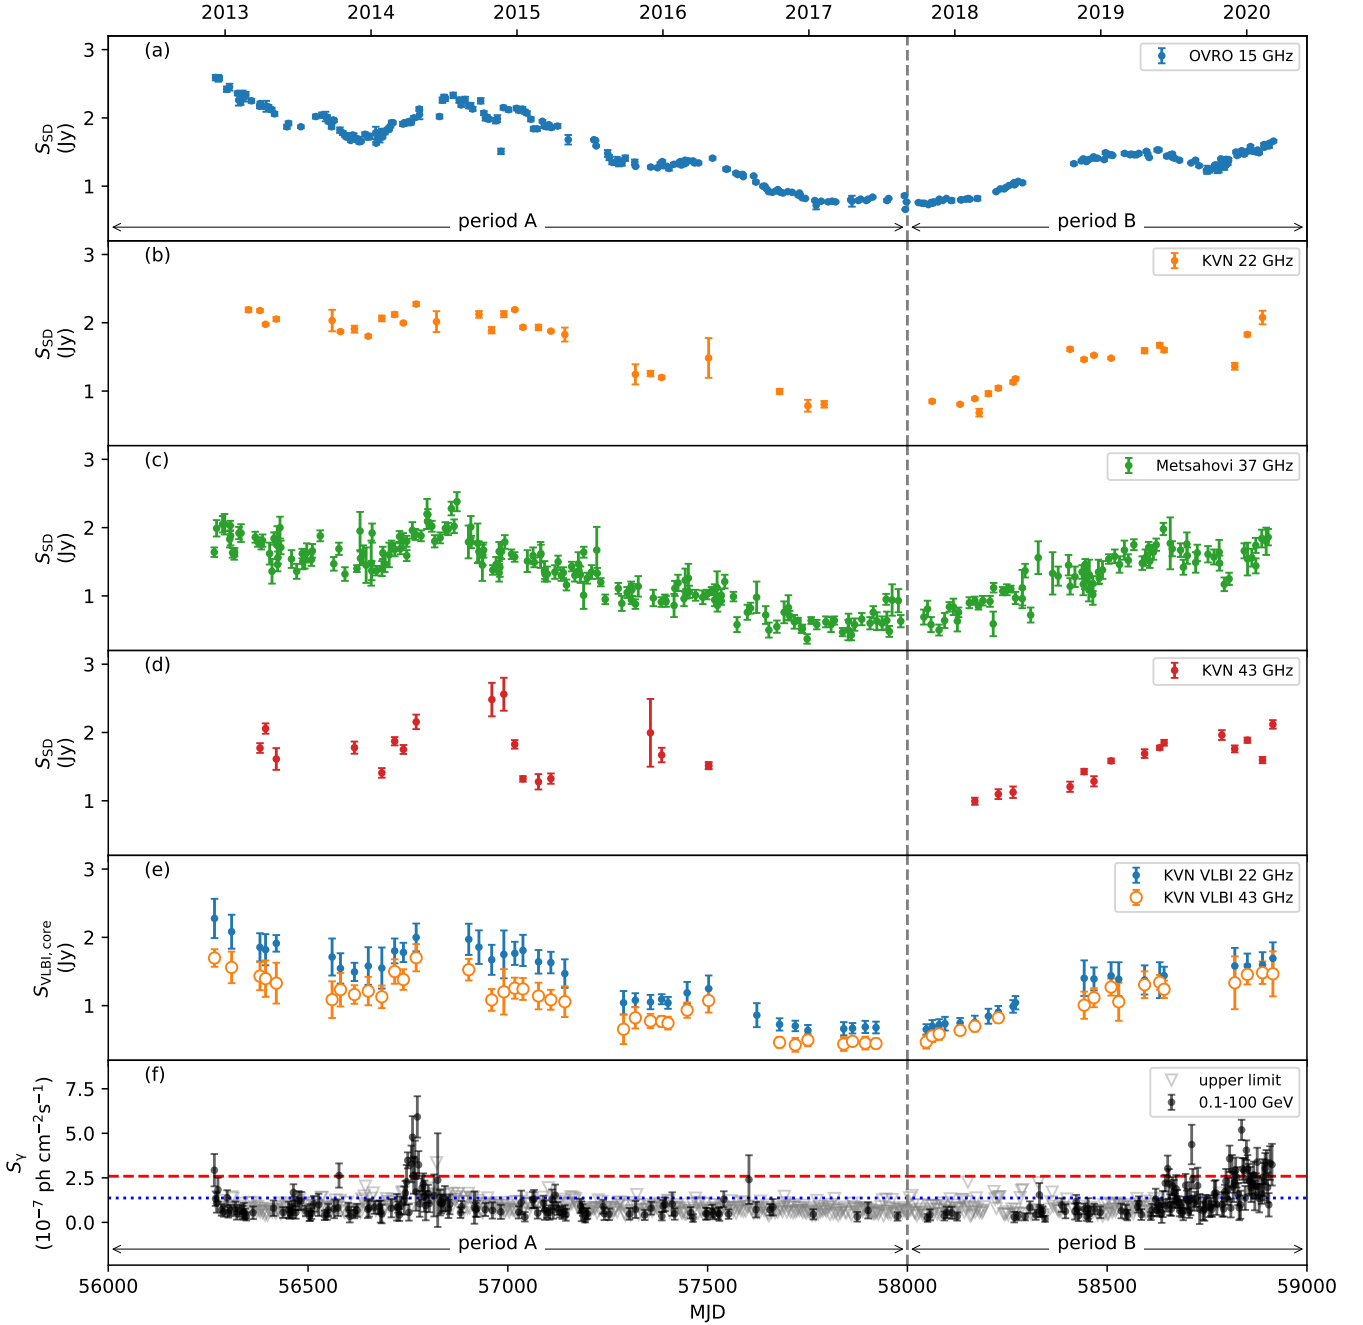 2013 2014 2015 2016 2017 2018 2019 2020
(a)
OVRO 15 GHz
3
2
1
S_SD
(Jy)
period A
period B
(b)
KVN 22 GHz
3
2
1
S_SD
(Jy)
(c)
Metsahovi 37 GHz
3
2
1
S_SD
(Jy)
(d)
KVN 43 GHz
3
2
1
S_SD
(Jy)
(e)
KVN VLBI 22 GHz
KVN VLBI 43 GHz
3
2
1
S_VLBI, core
(Jy)
(f)
upper limit
0.1-100 GeV
7.5
5.0
2.5
0.0
S_γ
(10⁻⁷ ph cm⁻²s⁻¹)
period A
period B
56000 56500 57000 57500 58000 58500 59000
MJD